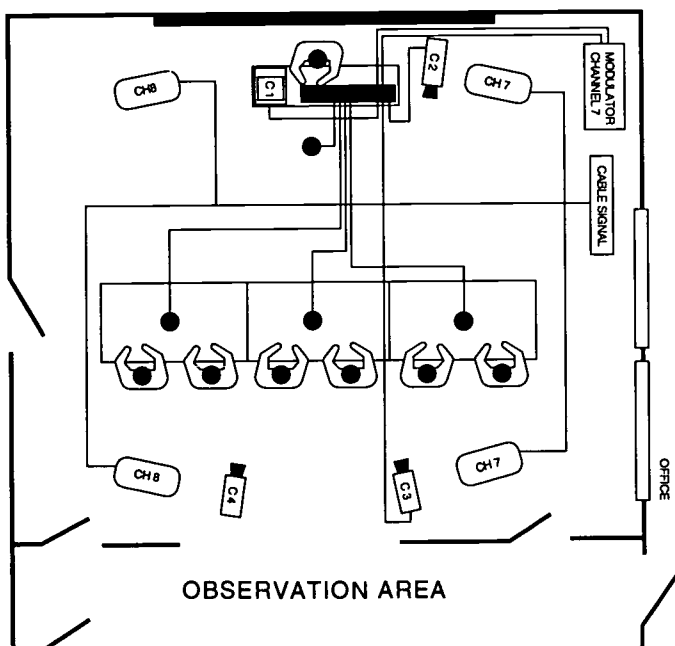 C2
MODULATOR
CHANNEL 7
CH8
C1
CH7
CABLE SIGNAL
CH8
C4
C3
CH7
OFFICE
OBSERVATION AREA